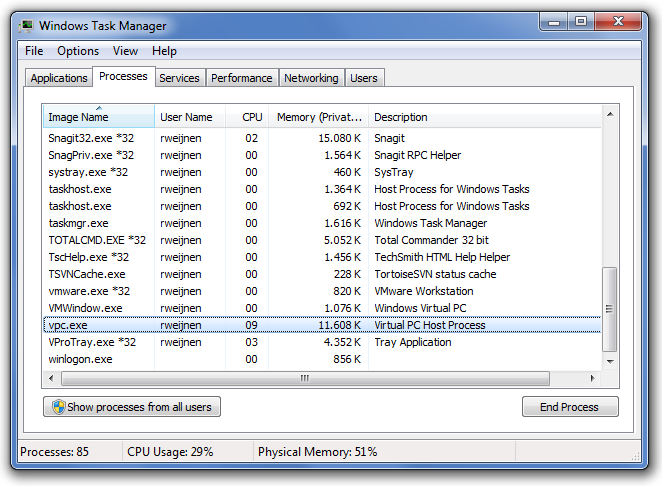 Windows Task Manager
File Options View Help
Applications Processes Services Performance Networking Users
Image Name User Name CPU Memory (Privat... Description
Snagit32.exe *32 rweijnen 02 15.080 K Snagit
SnagPriv.exe *32 rweijnen 00 1.564 K Snagit RPC Helper
systray.exe *32 rweijnen 00 460 K SysTray
taskhost.exe rweijnen 00 1.364 K Host Process for Windows Tasks
taskhost.exe rweijnen 00 692 K Host Process for Windows Tasks
taskmgr.exe rweijnen 00 1.616 K Windows Task Manager
TOTALCMD.EXE *32 rweijnen 00 5.052 K Total Commander 32 bit
TscHelp.exe *32 rweijnen 00 1.456 K TechSmith HTML Help Helper
TSVNCache.exe rweijnen 00 228 K TortoiseSVN status cache
vmware.exe *32 rweijnen 00 820 K VMware Workstation
VMWindow.exe rweijnen 00 1.076 K Windows Virtual PC
vpc.exe rweijnen 09 11.608 K Virtual PC Host Process
VProTray.exe *32 rweijnen 03 4.352 K Tray Application
winlogon.exe 00 856 K
Show processes from all users End Process
Processes: 85 CPU Usage: 29% Physical Memory: 51%